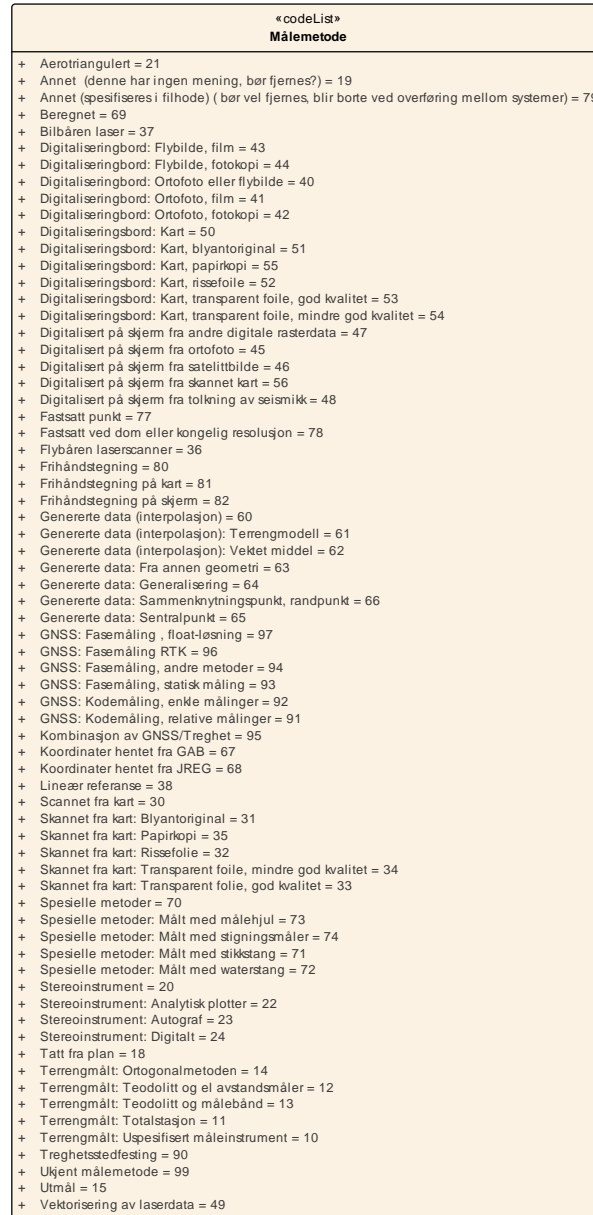 «codeList»
Målemetode
+ Aerotriangulert = 21
+ Annet (denne har ingen mening, bør fjernes?) = 19
+ Annet (spesifiseres i filhode) ( bør vel fjernes, blir borte ved overføring mellom systemer) = 79
+ Beregnet = 69
+ Bilbåren laser = 37
+ Digitaliseringbord: Flybilde, film = 43
+ Digitaliseringbord: Flybilde, fotokopi = 44
+ Digitaliseringbord: Ortofoto eller flybilde = 40
+ Digitaliseringbord: Ortofoto, film = 41
+ Digitaliseringbord: Ortofoto, fotokopi = 42
+ Digitaliseringsbord: Kart = 50
+ Digitaliseringsbord: Kart, blyantoriginal = 51
+ Digitaliseringsbord: Kart, papirkopi = 55
+ Digitaliseringsbord: Kart, rissefoile = 52
+ Digitaliseringsbord: Kart, transparent foile, god kvalitet = 53
+ Digitaliseringsbord: Kart, transparent foile, mindre god kvalitet = 54
+ Digitalisert på skjerm fra andre digitale rasterdata = 47
+ Digitalisert på skjerm fra ortofoto = 45
+ Digitalisert på skjerm fra satelittbilde = 46
+ Digitalisert på skjerm fra skannet kart = 56
+ Digitalisert på skjerm fra tolkning av seismikk = 48
+ Fastsatt punkt = 77
+ Fastsatt ved dom eller kongelig resolusjon = 78
+ Flybåren laserscanner = 36
+ Frihåndstegning = 80
+ Frihåndstegning på kart = 81
+ Frihåndstegning på skjerm = 82
+ Genererte data (interpolasjon) = 60
+ Genererte data (interpolasjon): Terrengmodell = 61
+ Genererte data (interpolasjon): Vektet middel = 62
+ Genererte data: Fra annen geometri = 63
+ Genererte data: Generalisering = 64
+ Genererte data: Sammenknytningspunkt, randpunkt = 66
+ Genererte data: Sentralpunkt = 65
+ GNSS: Fasemåling , float-løsning = 97
+ GNSS: Fasemåling RTK = 96
+ GNSS: Fasemåling, andre metoder = 94
+ GNSS: Fasemåling, statisk måling = 93
+ GNSS: Kodemåling, enkle målinger = 92
+ GNSS: Kodemåling, relative målinger = 91
+ Kombinasjon av GNSS/Treghet = 95
+ Koordinater hentet fra GAB = 67
+ Koordinater hentet fra JREG = 68
+ Lineær referanse = 38
+ Scannet fra kart = 30
+ Skannet fra kart: Blyantoriginal = 31
+ Skannet fra kart: Papirkopi = 35
+ Skannet fra kart: Rissefolie = 32
+ Skannet fra kart: Transparent foile, mindre god kvalitet = 34
+ Skannet fra kart: Transparent folie, god kvalitet = 33
+ Spesielle metoder = 70
+ Spesielle metoder: Målt med målehjul = 73
+ Spesielle metoder: Målt med stigningsmåler = 74
+ Spesielle metoder: Målt med stikkstang = 71
+ Spesielle metoder: Målt med waterstang = 72
+ Stereoinstrument = 20
+ Stereoinstrument: Analytisk plotter = 22
+ Stereoinstrument: Autograf = 23
+ Stereoinstrument: Digitalt = 24
+ Tatt fra plan = 18
+ Terrengmålt: Ortogonalmetoden = 14
+ Terrengmålt: Teodolitt og el avstandsmåler = 12
+ Terrengmålt: Teodolitt og målebånd = 13
+ Terrengmålt: Totalstasjon = 11
+ Terrengmålt: Uspesifisert måleinstrument = 10
+ Treghetsstedfesting = 90
+ Ukjent målemetode = 99
+ Utmål = 15
+ Vektorisering av laserdata = 49